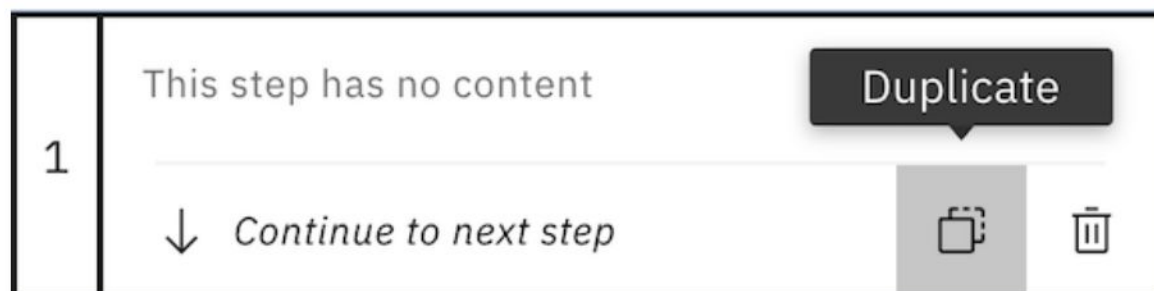 This step has no content
Duplicate
1
Continue to next step